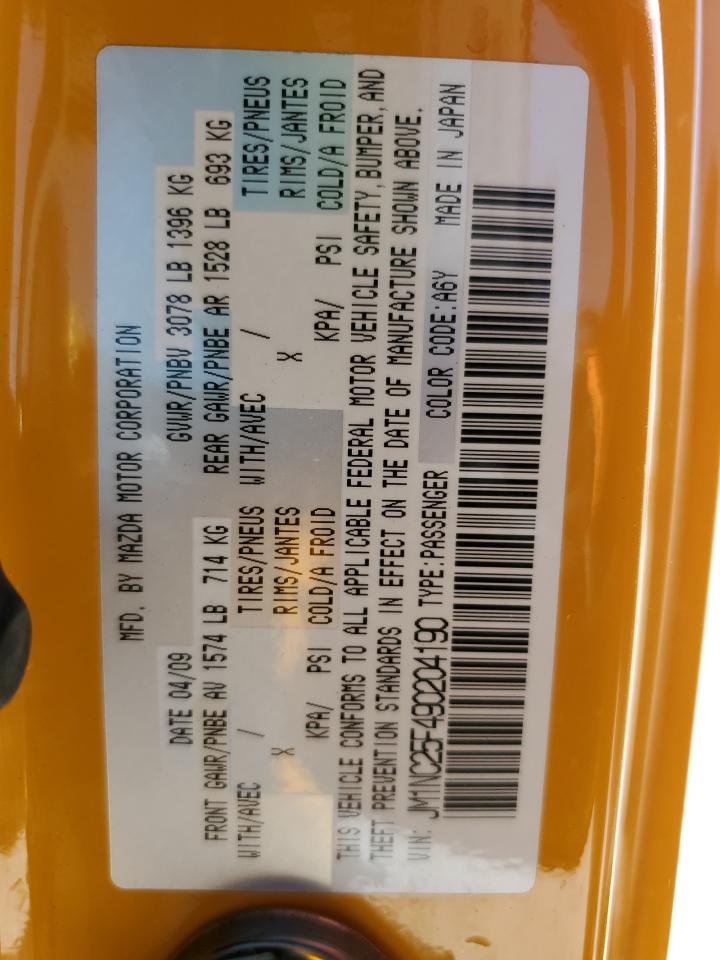 MFD. BY MAZDA MOTOR CORPORATION
DATE 04/09 GVWR/PNBV 3078 LB 1396 KG
FRONT GAWR/PNBE AV 1574 LB 714 KG REAR GAWR/PNBE AR 1528 LB 693 KG
WITH/AVEC / TIRES/PNEUS WITH/AVEC / TIRES/PNEUS
X RIMS/JANTES X RIMS/JANTES
KPA/ PSI COLD/A FROID KPA/ PSI COLD/A FROID
THIS VEHICLE CONFORMS TO ALL APPLICABLE FEDERAL MOTOR VEHICLE SAFETY, BUMPER, AND
THEFT PREVENTION STANDARDS IN EFFECT ON THE DATE OF MANUFACTURE SHOWN ABOVE.
VIN: JM1NC25F490204190 TYPE:PASSENGER COLOR CODE:A6Y MADE IN JAPAN